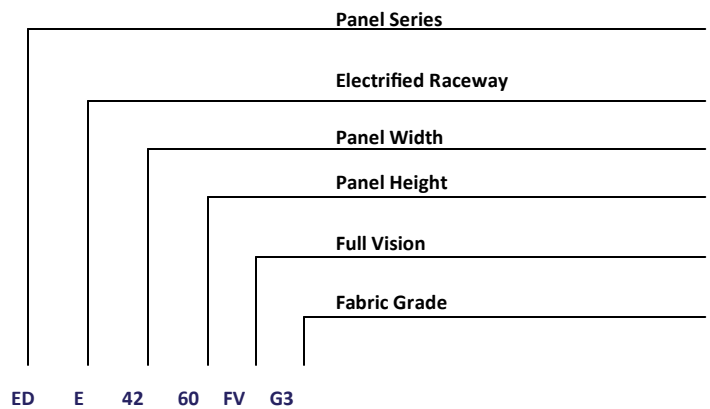 Panel Series
Electrified Raceway
Panel Width
Panel Height
Full Vision
Fabric Grade
ED E 42 60 FV G3